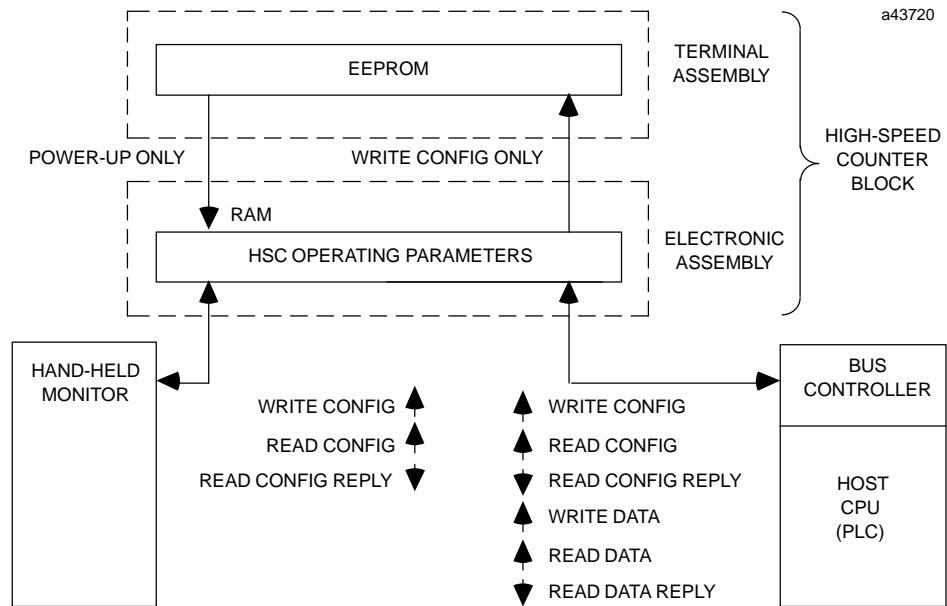 a43720
EEPROM
TERMINAL
ASSEMBLY
POWER-UP ONLY
WRITE CONFIG ONLY
HIGH-SPEED
COUNTER
BLOCK
RAM
HSC OPERATING PARAMETERS
ELECTRONIC
ASSEMBLY
HAND-HELD
MONITOR
BUS
CONTROLLER
WRITE CONFIG
READ CONFIG
READ CONFIG REPLY
WRITE CONFIG
READ CONFIG
READ CONFIG REPLY
WRITE DATA
READ DATA
READ DATA REPLY
HOST
CPU
(PLC)